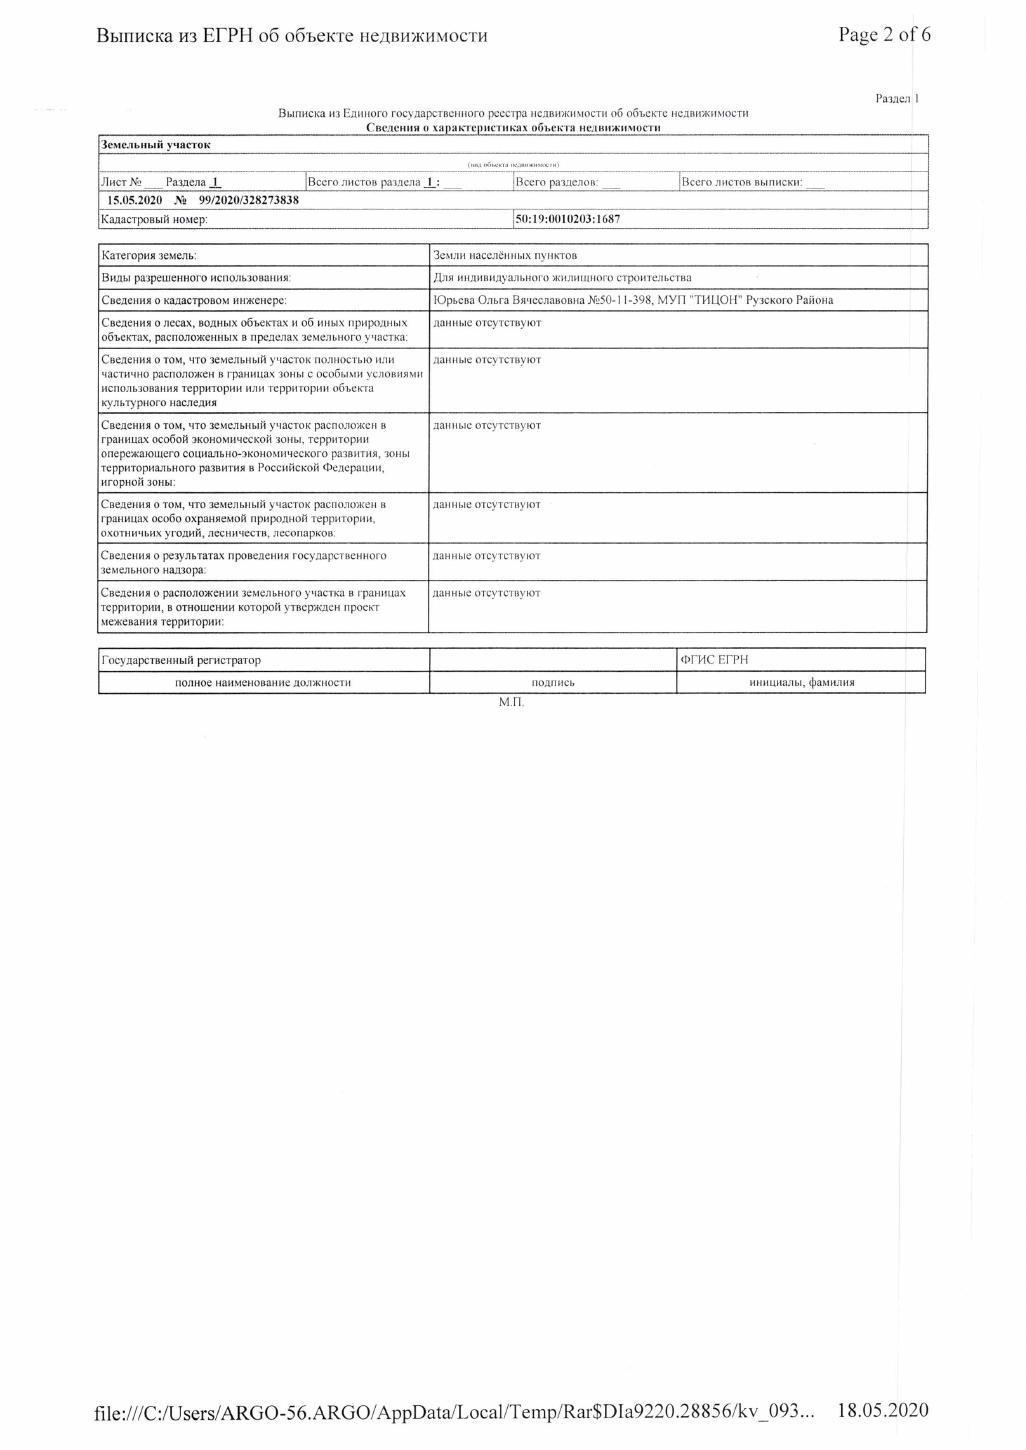 Выписка из ЕГРН об объекте недвижимости Page 2 of 6
Раздел 1
Выписка из Единого государственного реестра недвижимости об объекте недвижимости
Сведения о характеристиках объекта недвижимости
Земельный участок
(вид объекта недвижимости)
Лист № ___ Раздела 1 Всего листов раздела 1 : ___ Всего разделов: ___ Всего листов выписки: ___
15.05.2020 № 99/2020/328273838
Кадастровый номер: 50:19:0010203:1687
Категория земель: Земли населённых пунктов
Виды разрешенного использования: Для индивидуального жилищного строительства
Сведения о кадастровом инженере: Юрьева Ольга Вячеславовна №50-11-398, МУП "ТИЦОН" Рузского Района
Сведения о лесах, водных объектах и об иных природных данные отсутствуют
объектах, расположенных в пределах земельного участка:
Сведения о том, что земельный участок полностью или данные отсутствуют
частично расположен в границах зоны с особыми условиями
использования территории или территории объекта
культурного наследия
Сведения о том, что земельный участок расположен в данные отсутствуют
границах особой экономической зоны, территории
опережающего социально-экономического развития, зоны
территориального развития в Российской Федерации,
игорной зоны:
Сведения о том, что земельный участок расположен в данные отсутствуют
границах особо охраняемой природной территории,
охотничьих угодий, лесничеств, лесопарков:
Сведения о результатах проведения государственного данные отсутствуют
земельного надзора:
Сведения о расположении земельного участка в границах данные отсутствуют
территории, в отношении которой утвержден проект
межевания территории:
Государственный регистратор ФГИС ЕГРН
полное наименование должности подпись инициалы, фамилия
М.П.
file:///C:/Users/ARGO-56.ARGO/AppData/Local/Temp/Rar$DIa9220.28856/kv_093... 18.05.2020